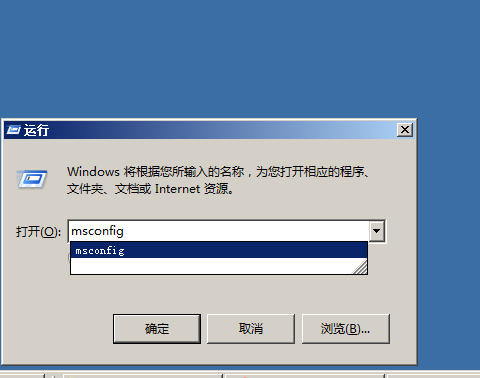 运行
Windows 将根据您所输入的名称，为您打开相应的程序、
文件夹、文档或 Internet 资源。
打开(O): msconfig
msconfig
确定 取消 浏览(B)...